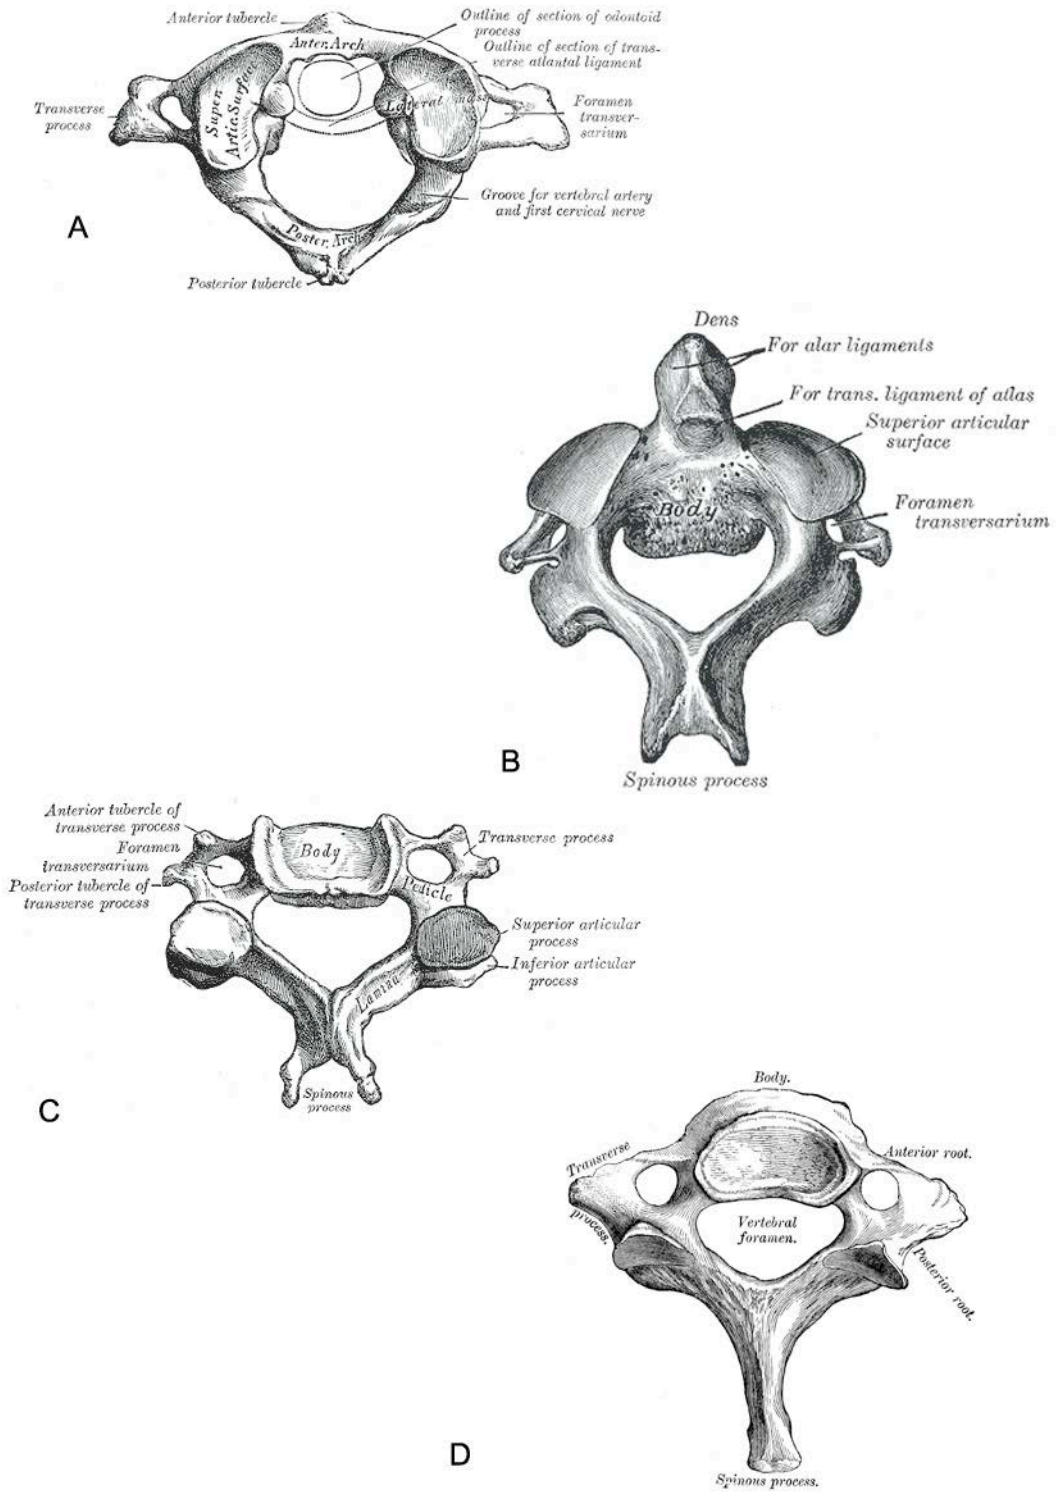 Anterior tubercle
Outline of section of odontoid
process
Outline of section of trans-
verse atlantal ligament
Anter. Arch
Transverse
process
Super.
Artic. Surface
Lateral mass
Foramen
transver-
sarium
Groove for vertebral artery
and first cervical nerve
Poster. Arch
Posterior tubercle
A
Dens
For alar ligaments
For trans. ligament of atlas
Superior articular
surface
Foramen
transversarium
Body
Spinous process
B
Anterior tubercle of
transverse process
Foramen
transversarium
Posterior tubercle of
transverse process
Body
Transverse process
Pedicle
Superior articular
process
Inferior articular
process
Lamina
Spinous
process
C
Body.
Transverse
process.
Anterior root.
Vertebral
foramen.
Posterior root.
Spinous process.
D